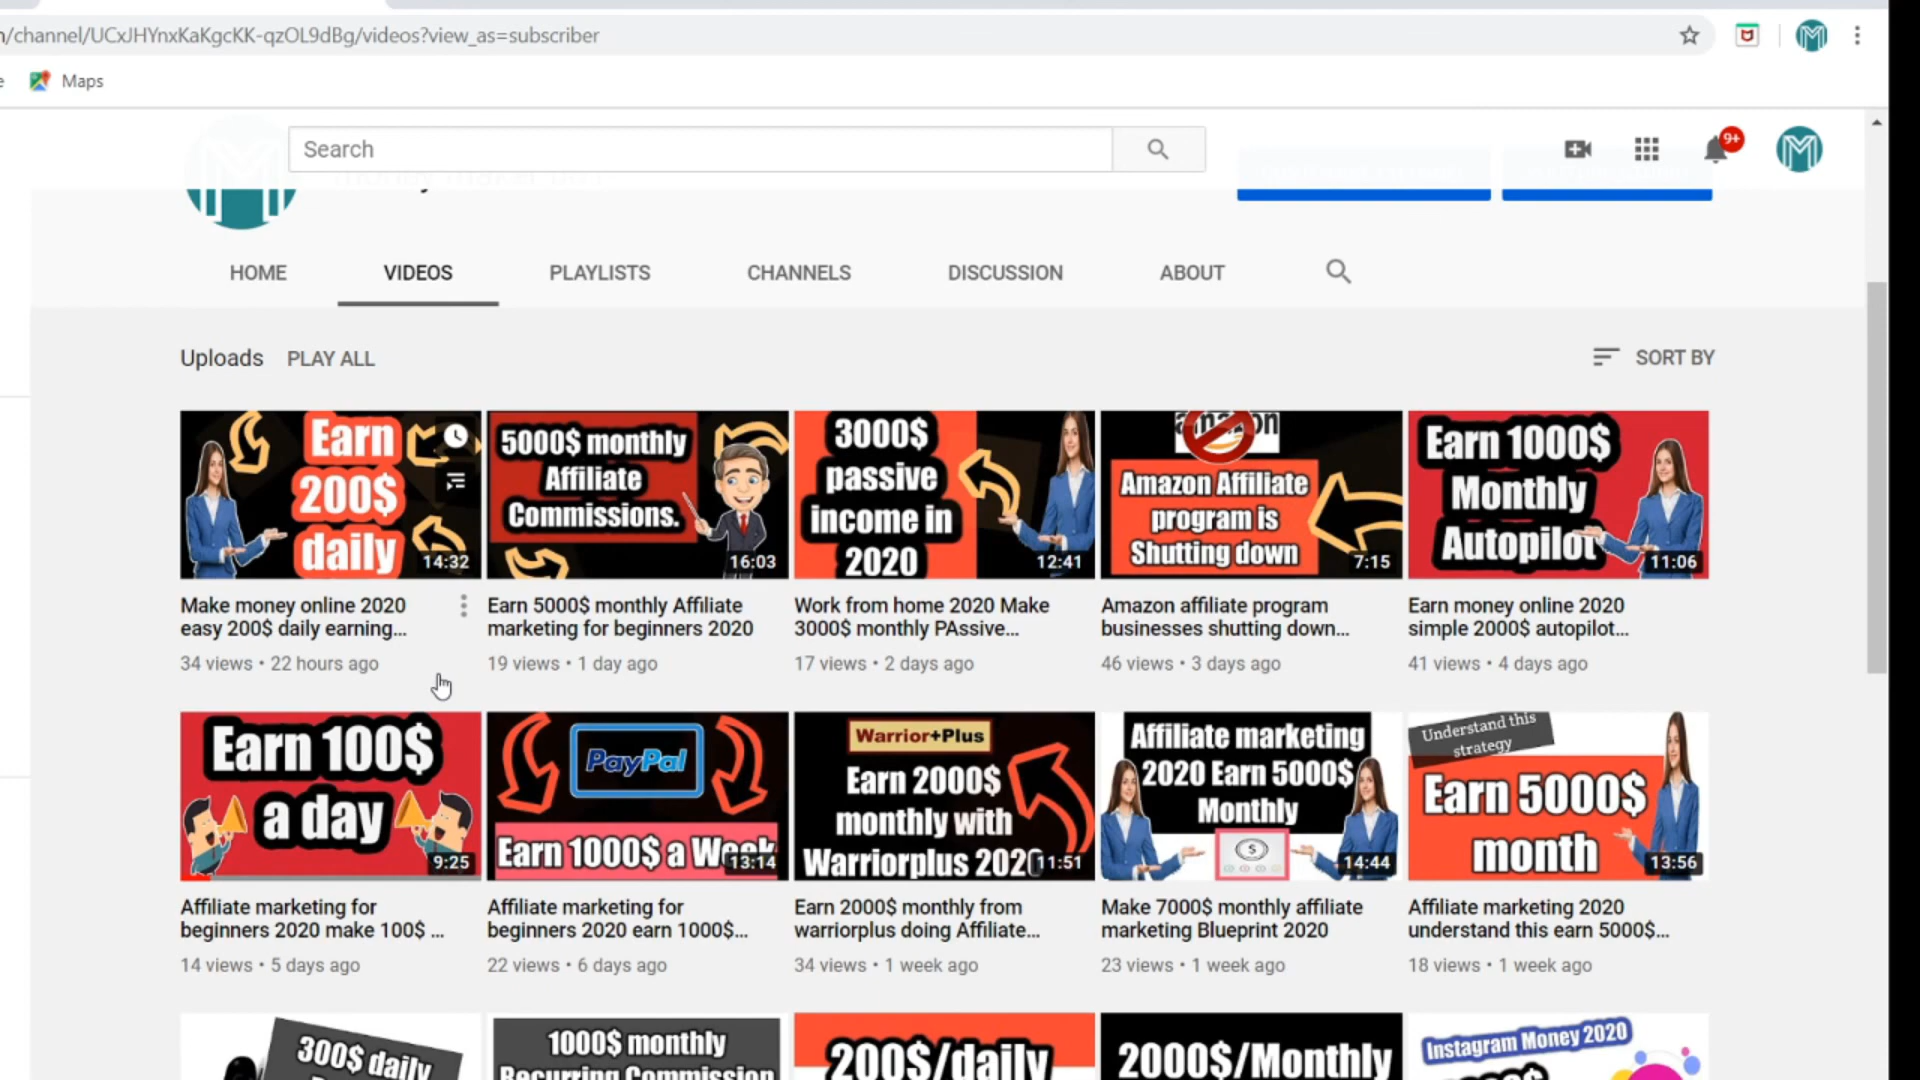 /channel/UCxJHYnxKaKgcKK-qzOL9dBg/videos?view_as=subscriber
Maps
Search
9+
HOME
VIDEOS
PLAYLISTS
CHANNELS
DISCUSSION
ABOUT
Uploads
PLAY ALL
SORT BY
Earn
200$
daily
14:32
5000$ monthly
Affiliate
Commissions.
16:03
3000$
passive
income in
2020
12:41
amazon
Amazon Affiliate
program is
Shutting down
7:15
Earn 1000$
Monthly
Autopilot
11:06
Make money online 2020
easy 200$ daily earning...
34 views • 22 hours ago
Earn 5000$ monthly Affiliate
marketing for beginners 2020
19 views • 1 day ago
Work from home 2020 Make
3000$ monthly PAssive...
17 views • 2 days ago
Amazon affiliate program
businesses shutting down...
46 views • 3 days ago
Earn money online 2020
simple 2000$ autopilot...
41 views • 4 days ago
Earn 100$
a day
9:25
PayPal
Earn 1000$ a Week
13:14
Warrior+Plus
Earn 2000$
monthly with
Warriorplus 2020
11:51
Affiliate marketing
2020 Earn 5000$
Monthly
14:44
Understand this
strategy
Earn 5000$
month
13:56
Affiliate marketing for
beginners 2020 make 100$ ...
14 views • 5 days ago
Affiliate marketing for
beginners 2020 earn 1000$...
22 views • 6 days ago
Earn 2000$ monthly from
warriorplus doing Affiliate...
34 views • 1 week ago
Make 7000$ monthly affiliate
marketing Blueprint 2020
23 views • 1 week ago
Affiliate marketing 2020
understand this earn 5000$...
18 views • 1 week ago
300$ daily
1000$ monthly
Recurring Commission
200$/daily
2000$/Monthly
Instagram Money 2020